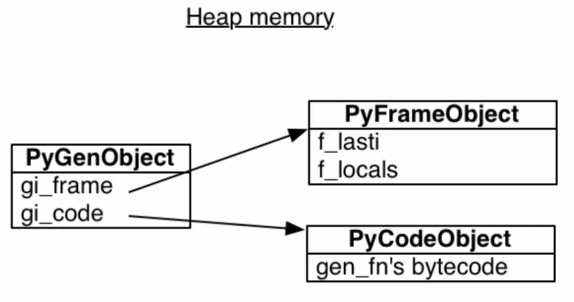 Heap memory
PyFrameObject
f_lasti
f_locals
PyGenObject
gi_frame
gi_code
PyCodeObject
gen_fn's bytecode